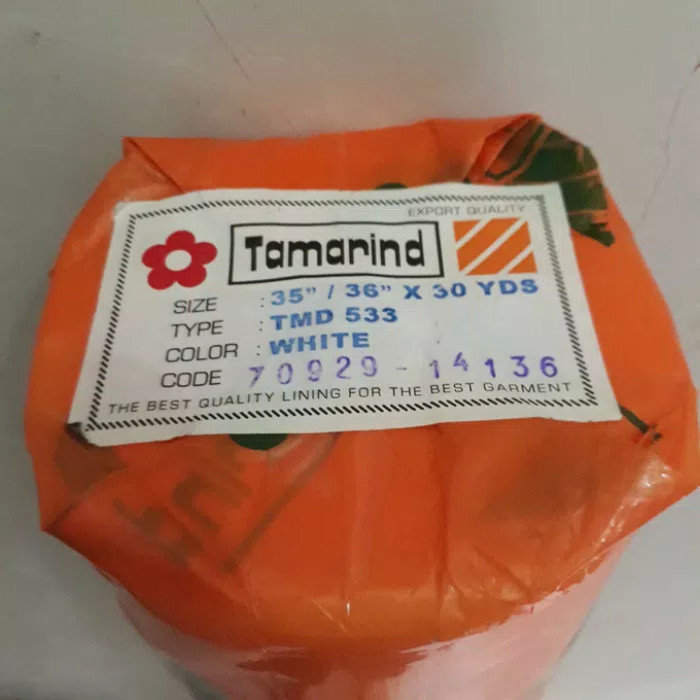 EXPORT QUALITY
Tamarind
SIZE : 35" / 36" X 30 YDS
TYPE : TMD 533
COLOR : WHITE
CODE 70929 - 14136
THE BEST QUALITY LINING FOR THE BEST GARMENT